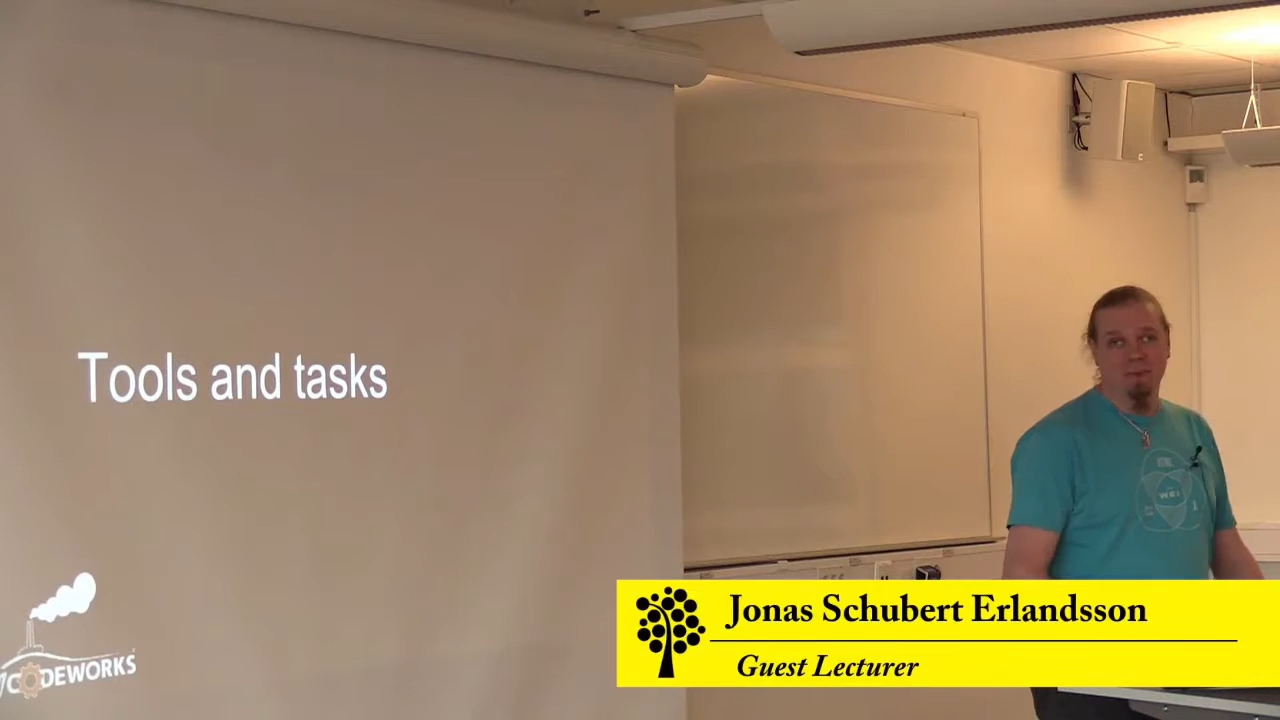 Tools and tasks
CODEWORKS
Jonas Schubert Erlandsson
Guest Lecturer